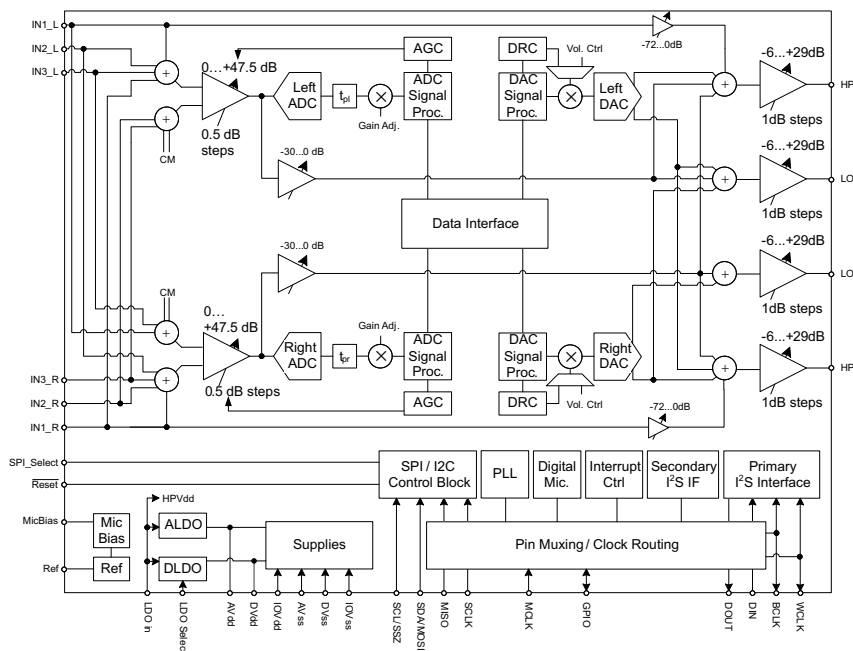 IN1_L
IN2_L
IN3_L
0…
+47.5 dB
0.5 dB
steps
CM
Left
ADC
tpl
Gain Adj.
AGC
ADC
Signal
Proc.
DRC
DAC
Signal
Proc.
Vol. Ctrl
Left
DAC
-72...0dB
-6...+29dB
1dB steps
HP
-30...0 dB
-6...+29dB
1dB steps
LO
Data Interface
-30...0 dB
-6...+29dB
1dB steps
LO
CM
0…
+47.5 dB
0.5 dB steps
Right
ADC
tpr
Gain Adj.
ADC
Signal
Proc.
AGC
DAC
Signal
Proc.
DRC
Right
DAC
Vol. Ctrl
-72...0dB
-6...+29dB
1dB steps
HP
IN3_R
IN2_R
IN1_R
SPI_Select
Reset
SPI / I2C
Control Block
PLL
Digital
Mic.
Interrupt
Ctrl
Secondary
I2S IF
Primary
I2S Interface
HPVdd
MicBias
Mic
Bias
Ref
Ref
ALDO
DLDO
Supplies
Pin Muxing / Clock Routing
LDO in
LDO Selec
AVdd
DVdd
IOVdd
AVss
DVss
IOVss
SCL/SSZ
SDA/MOSI
MISO
SCLK
MCLK
GPIO
DOUT
DIN
BCLK
WCLK